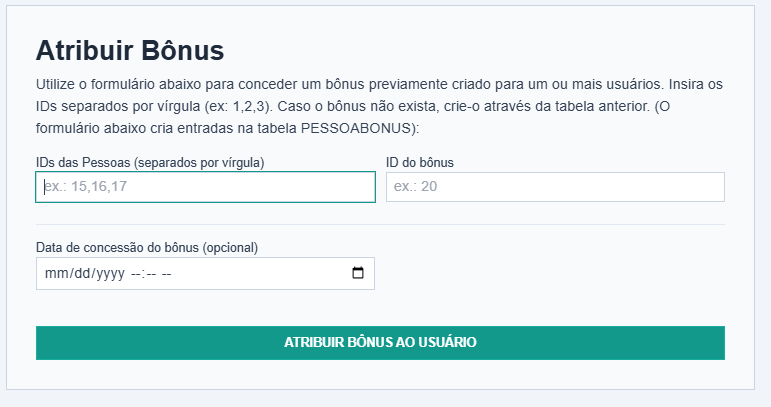 Atribuir Bônus
Utilize o formulário abaixo para conceder um bônus previamente criado para um ou mais usuários. Insira os
IDs separados por vírgula (ex: 1,2,3). Caso o bônus não exista, crie-o através da tabela anterior. (O
formulário abaixo cria entradas na tabela PESSOABONUS):
IDs das Pessoas (separados por vírgula)
ID do bônus
ex.: 15,16,17
ex.: 20
Data de concessão do bônus (opcional)
mm/dd/yyyy --:-- --
ATRIBUIR BÔNUS AO USUÁRIO